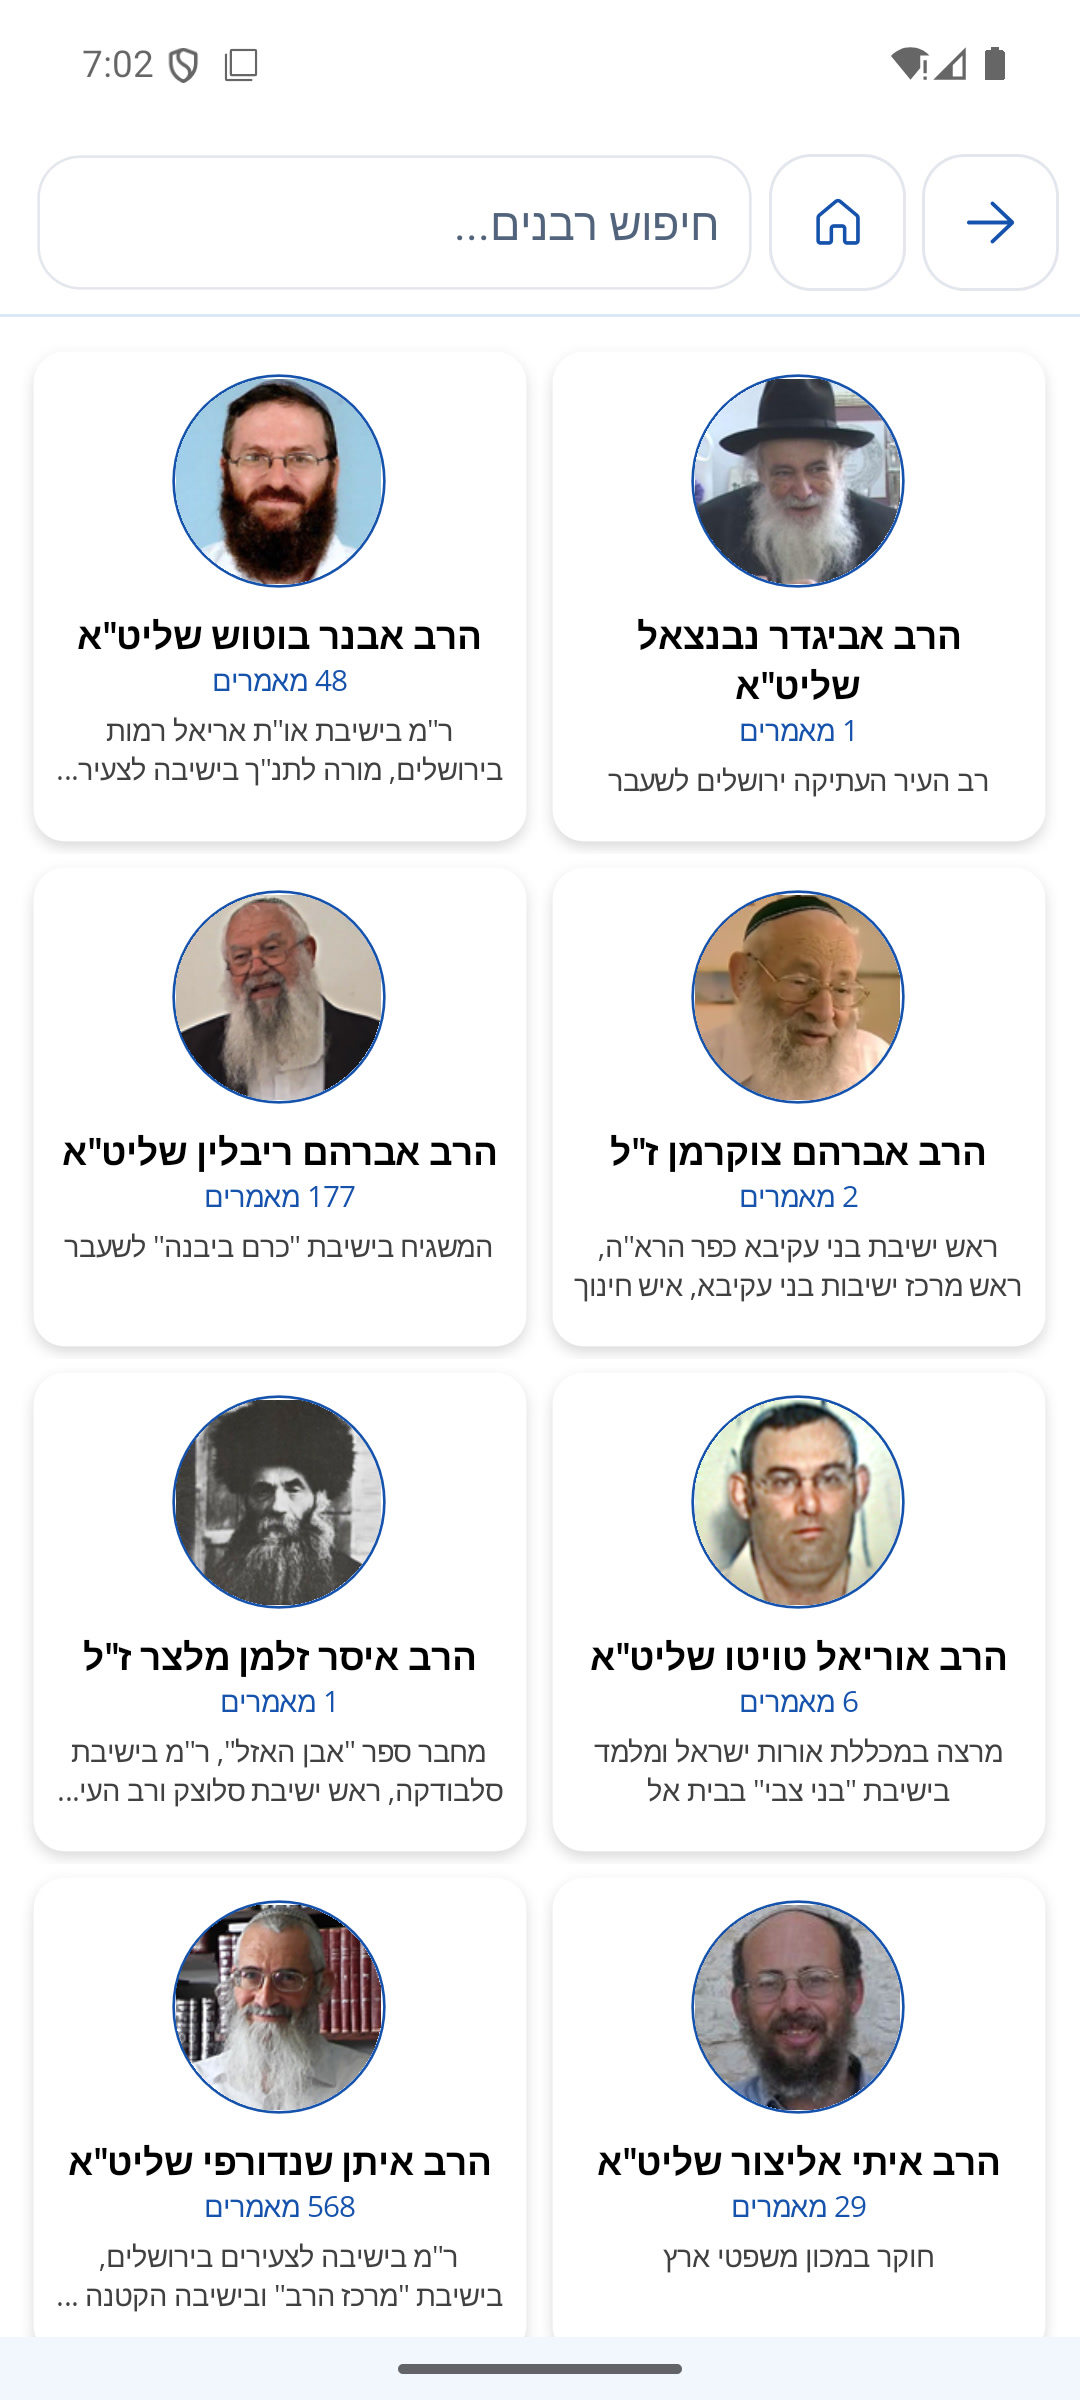 7:02
חיפוש רבנים...
הרב אביגדר נבנצאל
שליט"א
1 מאמרים
רב העיר העתיקה ירושלים לשעבר
הרב אבנר בוטוש שליט"א
48 מאמרים
ר"מ בישיבת או"ת אריאל רמות
בירושלים, מורה לתנ"ך בישיבה לצעיר...
הרב אברהם צוקרמן ז"ל
2 מאמרים
ראש ישיבת בני עקיבא כפר הרא"ה,
ראש מרכז ישיבות בני עקיבא, איש חינוך
הרב אברהם ריבלין שליט"א
177 מאמרים
המשגיח בישיבת "כרם ביבנה" לשעבר
הרב אוריאל טויטו שליט"א
6 מאמרים
מרצה במכללת אורות ישראל ומלמד
בישיבת "בני צבי" בבית אל
הרב איסר זלמן מלצר ז"ל
1 מאמרים
מחבר ספר "אבן האזל", ר"מ בישיבת
סלבודקה, ראש ישיבת סלוצק ורב העי...
הרב איתי אליצור שליט"א
29 מאמרים
חוקר במכון משפטי ארץ
הרב איתן שנדורפי שליט"א
568 מאמרים
ר"מ בישיבה לצעירים בירושלים,
בישיבת "מרכז הרב" ובישיבה הקטנה ...